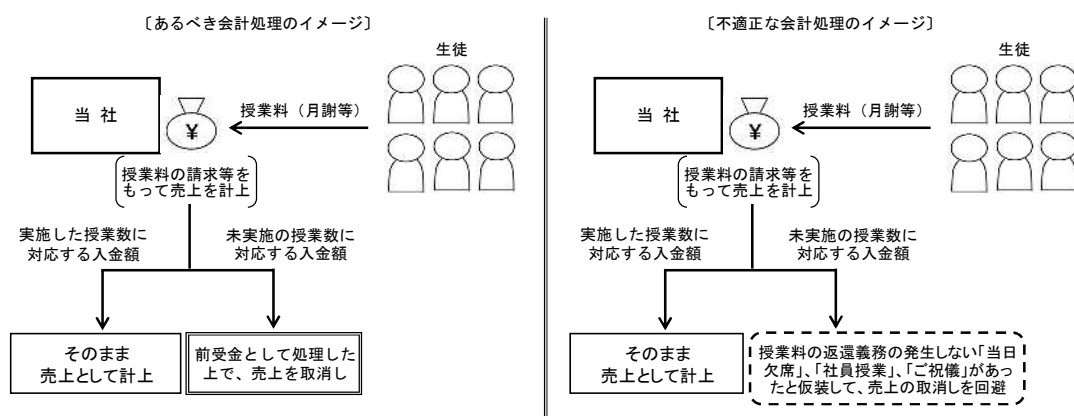 〔あるべき会計処理のイメージ〕
生徒
当 社
¥
授業料（月謝等）
授業料の請求等を
もって売上を計上
実施した授業数に
対応する入金額
未実施の授業数に
対応する入金額
そのまま
売上として計上
前受金として処理した
上で、売上を取消し
〔不適正な会計処理のイメージ〕
生徒
当 社
¥
授業料（月謝等）
授業料の請求等を
もって売上を計上
実施した授業数に
対応する入金額
未実施の授業数に
対応する入金額
そのまま
売上として計上
授業料の返還義務の発生しない「当日
欠席」、「社員授業」、「ご祝儀」があっ
たと仮装して、売上の取消しを回避